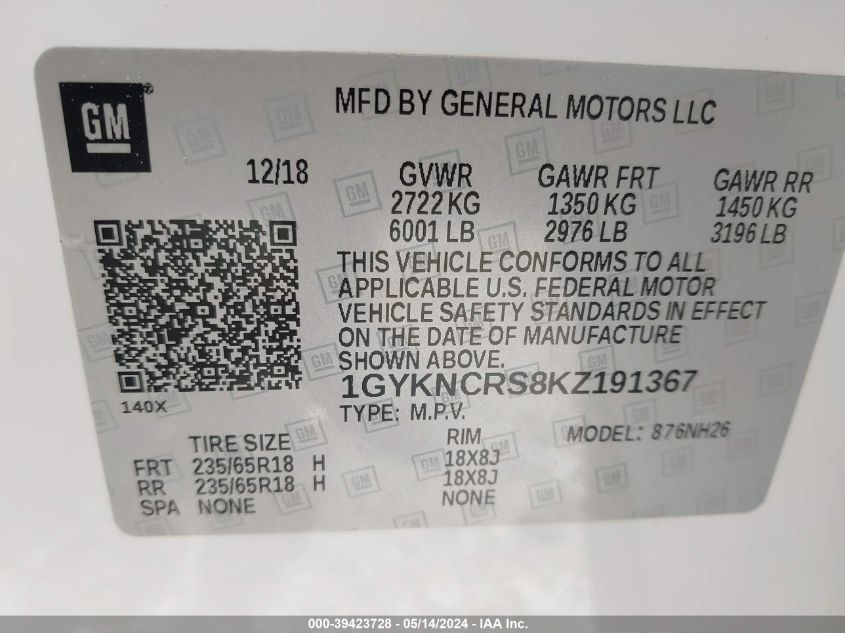 GM
MFD BY GENERAL MOTORS LLC
12/18 GVWR GAWR FRT GAWR RR
2722 KG 1350 KG 1450 KG
6001 LB 2976 LB 3196 LB
THIS VEHICLE CONFORMS TO ALL
APPLICABLE U.S. FEDERAL MOTOR
VEHICLE SAFETY STANDARDS IN EFFECT
ON THE DATE OF MANUFACTURE
SHOWN ABOVE.
1GYKNCRS8KZ191367
140X
TYPE: M.P.V.
MODEL: 876NH26
TIRE SIZE RIM
FRT 235/65R18 H 18X8J
RR 235/65R18 H 18X8J
SPA NONE NONE
000-39423728 - 05/14/2024 - IAA Inc.